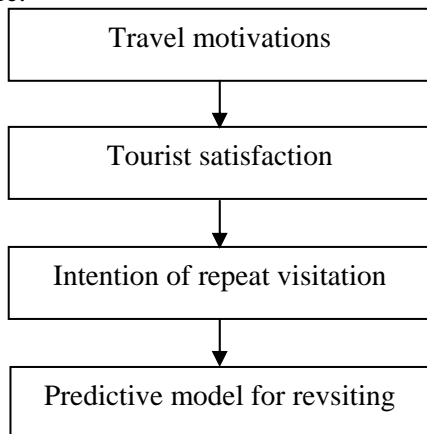 Travel motivations
Tourist satisfaction
Intention of repeat visitation
Predictive model for revsiting